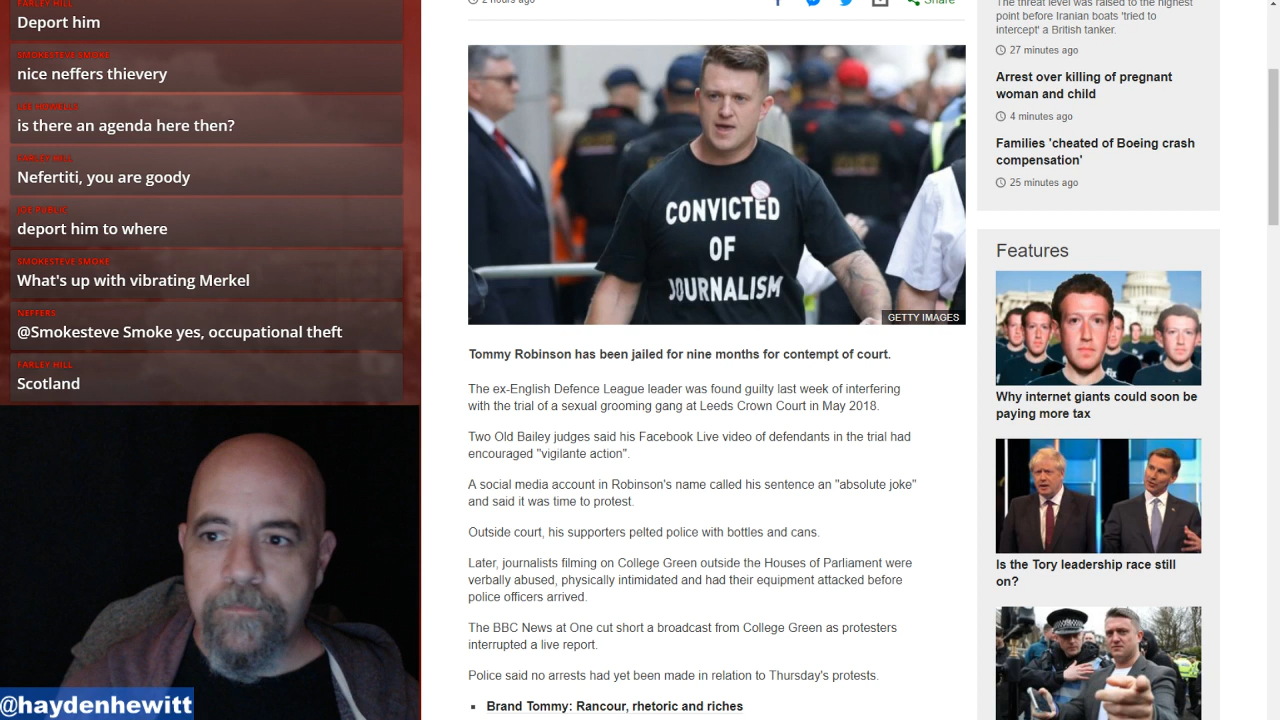 FARLEY HILL
Deport him
SMOKESTEVE SMOKE
nice neffers thievery
LEE HOWELLS
is there an agenda here then?
FARLEY HILL
Nefertiti, you are goody
JOE PUBLIC
deport him to where
SMOKESTEVE SMOKE
What's up with vibrating Merkel
NEFFERS
@Smokesteve Smoke yes, occupational theft
FARLEY HILL
Scotland
@haydenhewitt
2 hours ago
Share
CONVICTED
OF
JOURNALISM
GETTY IMAGES
Tommy Robinson has been jailed for nine months for contempt of court.
The ex-English Defence League leader was found guilty last week of interfering
with the trial of a sexual grooming gang at Leeds Crown Court in May 2018.
Two Old Bailey judges said his Facebook Live video of defendants in the trial had
encouraged "vigilante action".
A social media account in Robinson's name called his sentence an "absolute joke"
and said it was time to protest.
Outside court, his supporters pelted police with bottles and cans.
Later, journalists filming on College Green outside the Houses of Parliament were
verbally abused, physically intimidated and had their equipment attacked before
police officers arrived.
The BBC News at One cut short a broadcast from College Green as protesters
interrupted a live report.
Police said no arrests had yet been made in relation to Thursday's protests.
Brand Tommy: Rancour, rhetoric and riches
The threat level was raised to the highest
point before Iranian boats 'tried to
intercept' a British tanker.
27 minutes ago
Arrest over killing of pregnant
woman and child
4 minutes ago
Families 'cheated of Boeing crash
compensation'
25 minutes ago
Features
Why internet giants could soon be
paying more tax
Is the Tory leadership race still
on?